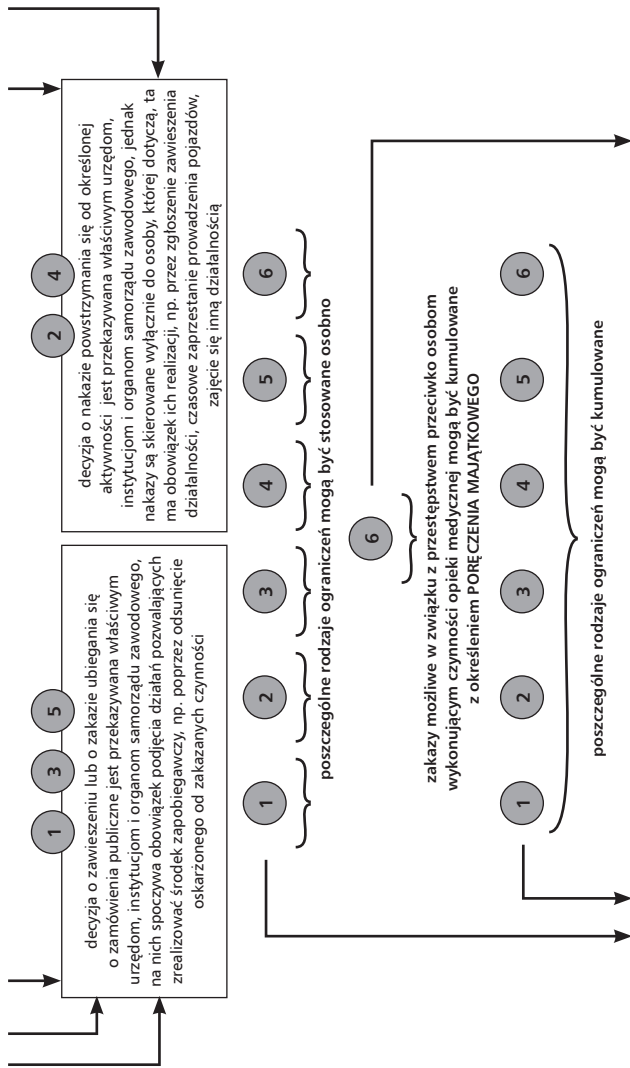 1 3 5
decyzja o zawieszeniu lub o zakazie ubiegania się
o zamówienia publiczne jest przekazywana właściwym
urzędom, instytucjom i organom samorządu zawodowego,
na nich spoczywa obowiązek podjęcia działań pozwalających
zrealizować środek zapobiegawczy, np. poprzez odsunięcie
oskarżonego od zakazanych czynności
2 4
decyzja o nakazie powstrzymania się od określonej
aktywności jest przekazywana właściwym urzędom,
instytucjom i organom samorządu zawodowego, jednak
nakazy są skierowane wyłącznie do osoby, której dotyczą, ta
ma obowiązek ich realizacji, np. przez zgłoszenie zawieszenia
działalności, czasowe zaprzestanie prowadzenia pojazdów,
zajęcie się inną działalnością
1 2 3 4 5 6
poszczególne rodzaje ograniczeń mogą być stosowane osobno
6
zakazy możliwe w związku z przestępstwem przeciwko osobom
wykonującym czynności opieki medycznej mogą być kumulowane
z określeniem PORĘCZENIA MAJĄTKOWEGO
1 2 3 4 5 6
poszczególne rodzaje ograniczeń mogą być kumulowane